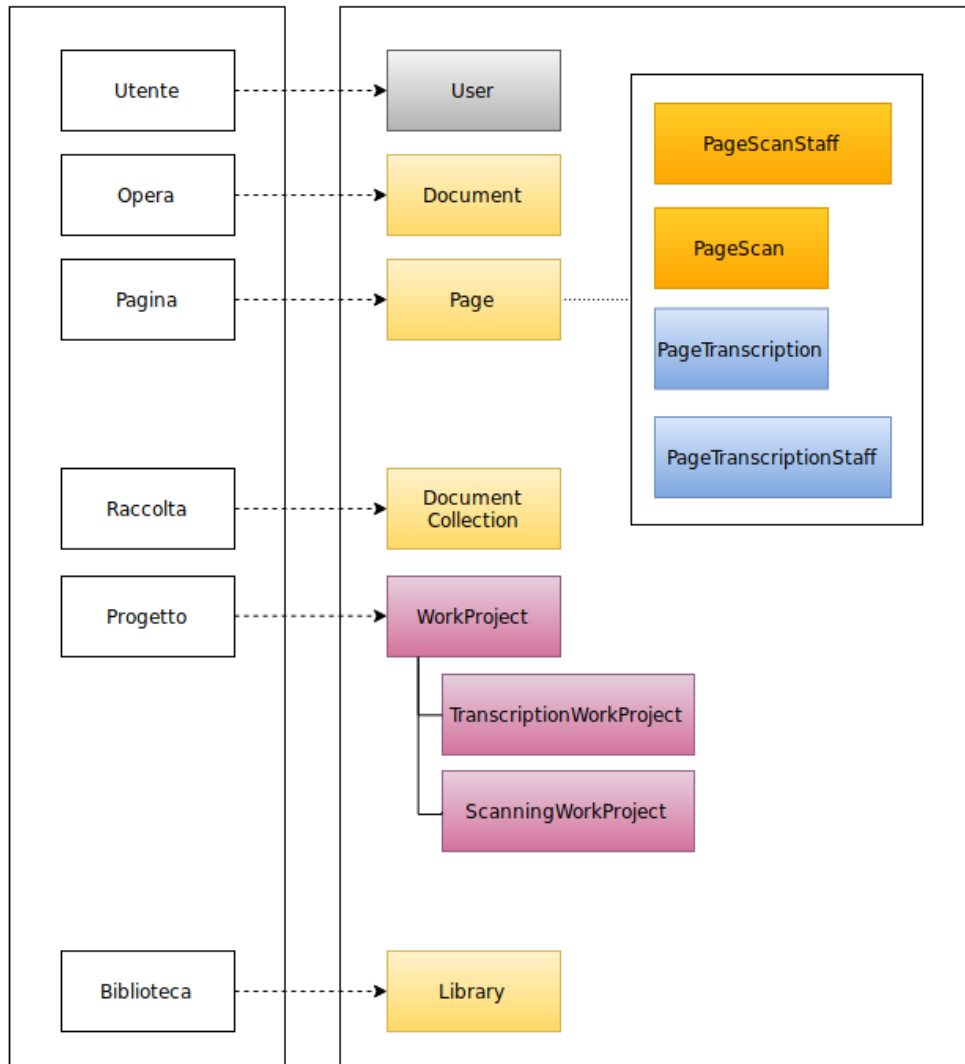 Utente
User
PageScanStaff
Opera
Document
PageScan
Pagina
Page
PageTranscription
PageTranscriptionStaff
Raccolta
Document
Collection
Progetto
WorkProject
TranscriptionWorkProject
ScanningWorkProject
Biblioteca
Library